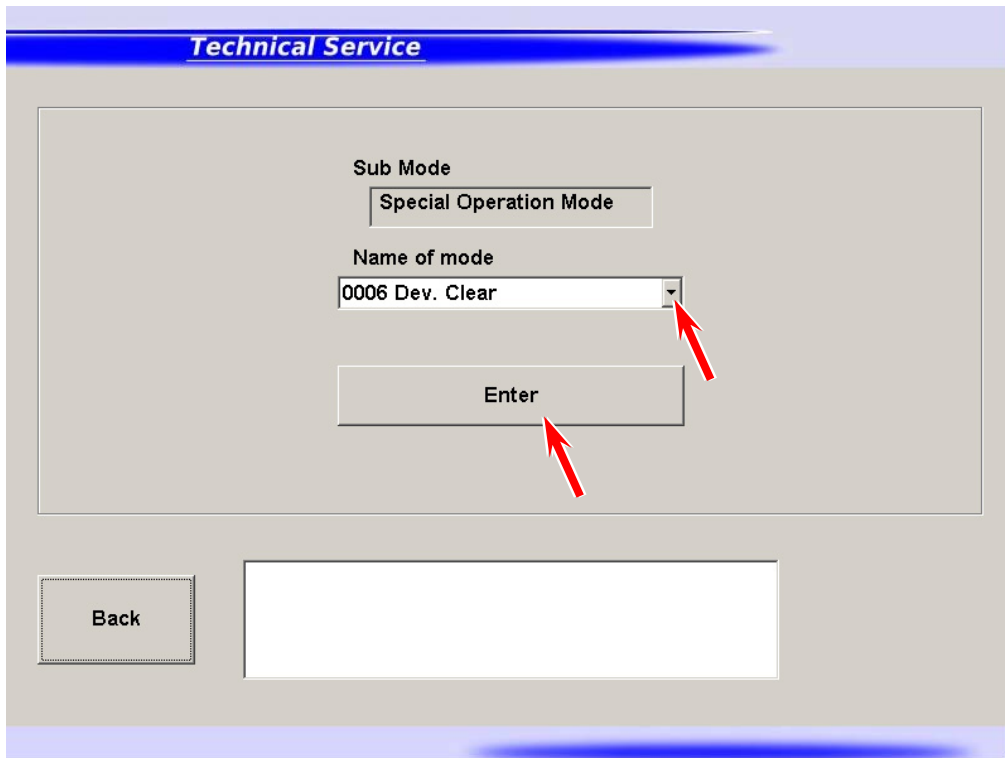 Technical Service
Sub Mode
Special Operation Mode
Name of mode
0006 Dev. Clear
Enter
Back